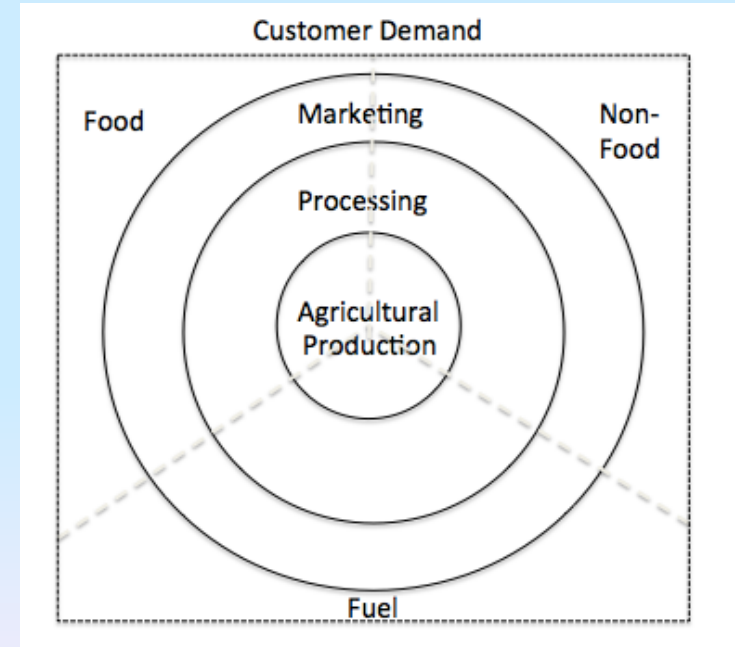 Customer Demand
Food
Marketing
Non-
Food
Processing
Agricultural
Production
Fuel